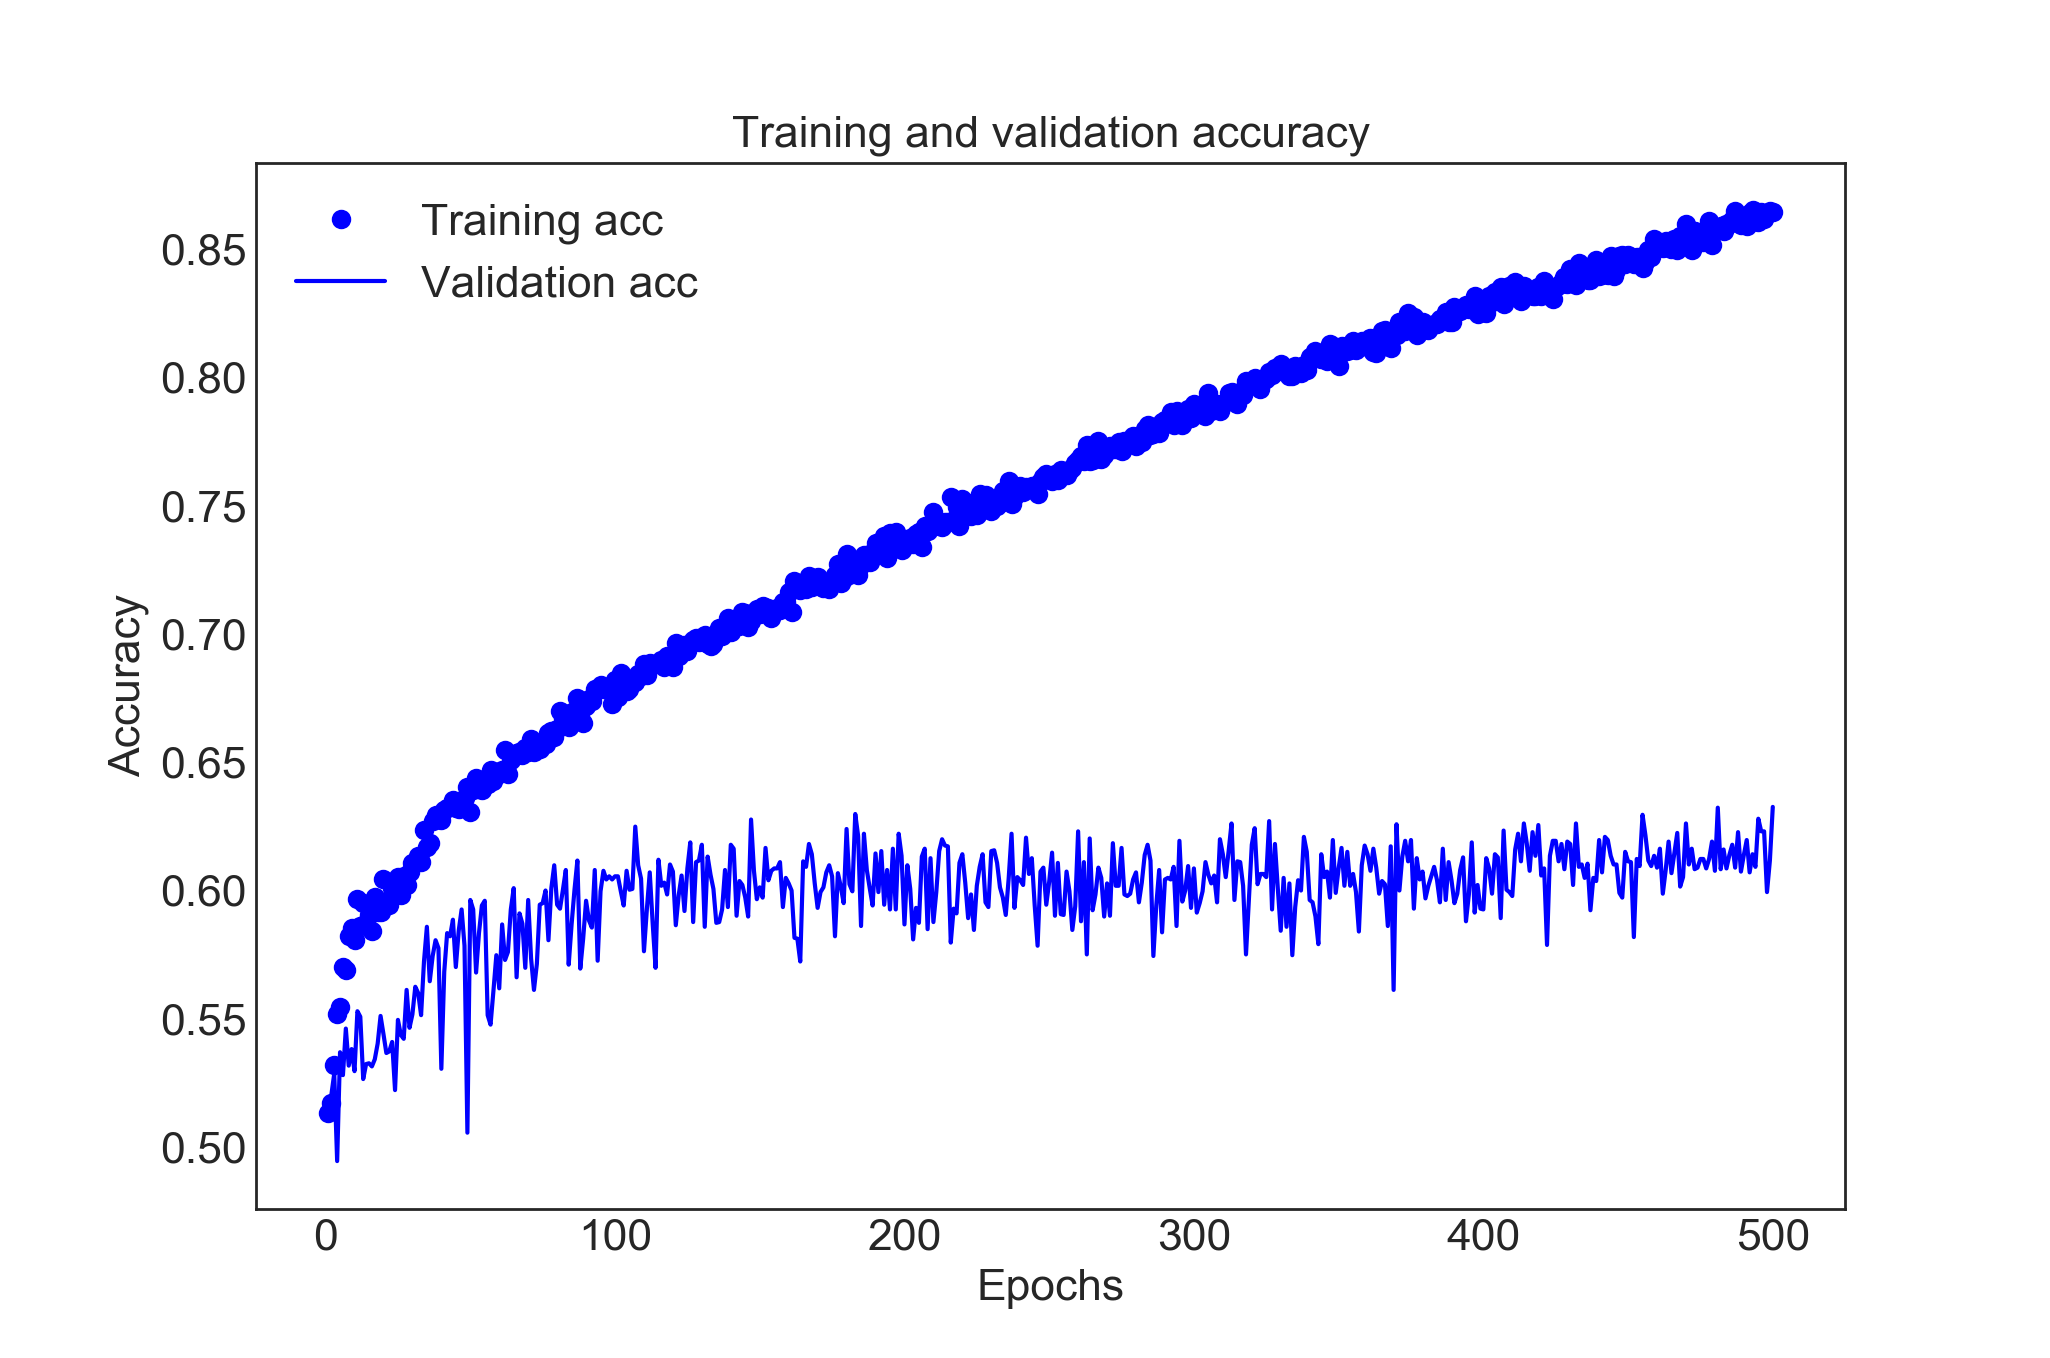 Training and validation accuracy
Training acc
Validation acc
0.85
0.80
0.75
0.70
0.65
0.60
0.55
0.50
Accuracy
0 100 200 300 400 500
Epochs